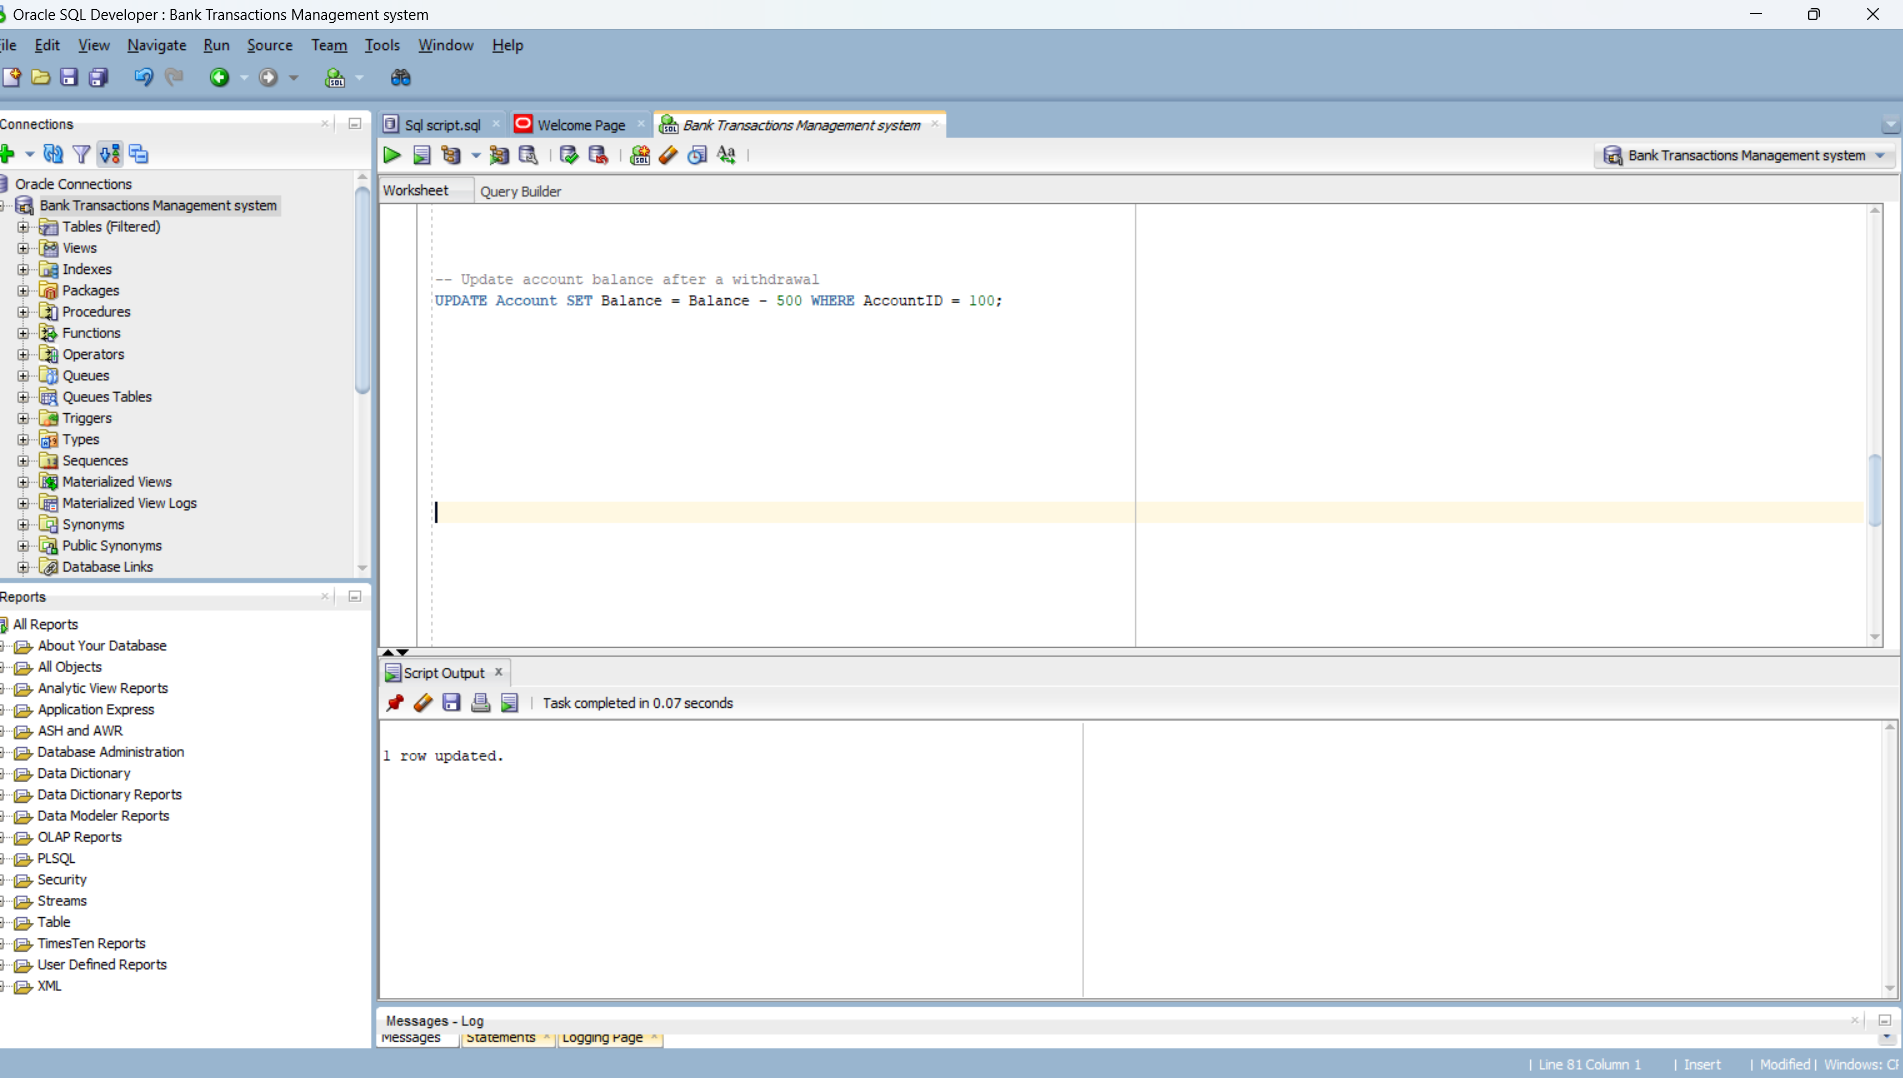 Oracle SQL Developer : Bank Transactions Management system
ile Edit View Navigate Run Source Team Tools Window Help
Connections
Oracle Connections
Bank Transactions Management system
Tables (Filtered)
Views
Indexes
Packages
Procedures
Functions
Operators
Queues
Queues Tables
Triggers
Types
Sequences
Materialized Views
Materialized View Logs
Synonyms
Public Synonyms
Database Links
Reports
All Reports
About Your Database
All Objects
Analytic View Reports
Application Express
ASH and AWR
Database Administration
Data Dictionary
Data Dictionary Reports
Data Modeler Reports
OLAP Reports
PLSQL
Security
Streams
Table
TimesTen Reports
User Defined Reports
XML
Sql script.sql Welcome Page Bank Transactions Management system
Bank Transactions Management system
Worksheet Query Builder
-- Update account balance after a withdrawal
UPDATE Account SET Balance = Balance - 500 WHERE AccountID = 100;
Script Output
Task completed in 0.07 seconds
1 row updated.
Messages - Log
Messages Statements Logging Page
Line 81 Column 1 Insert Modified Windows: C